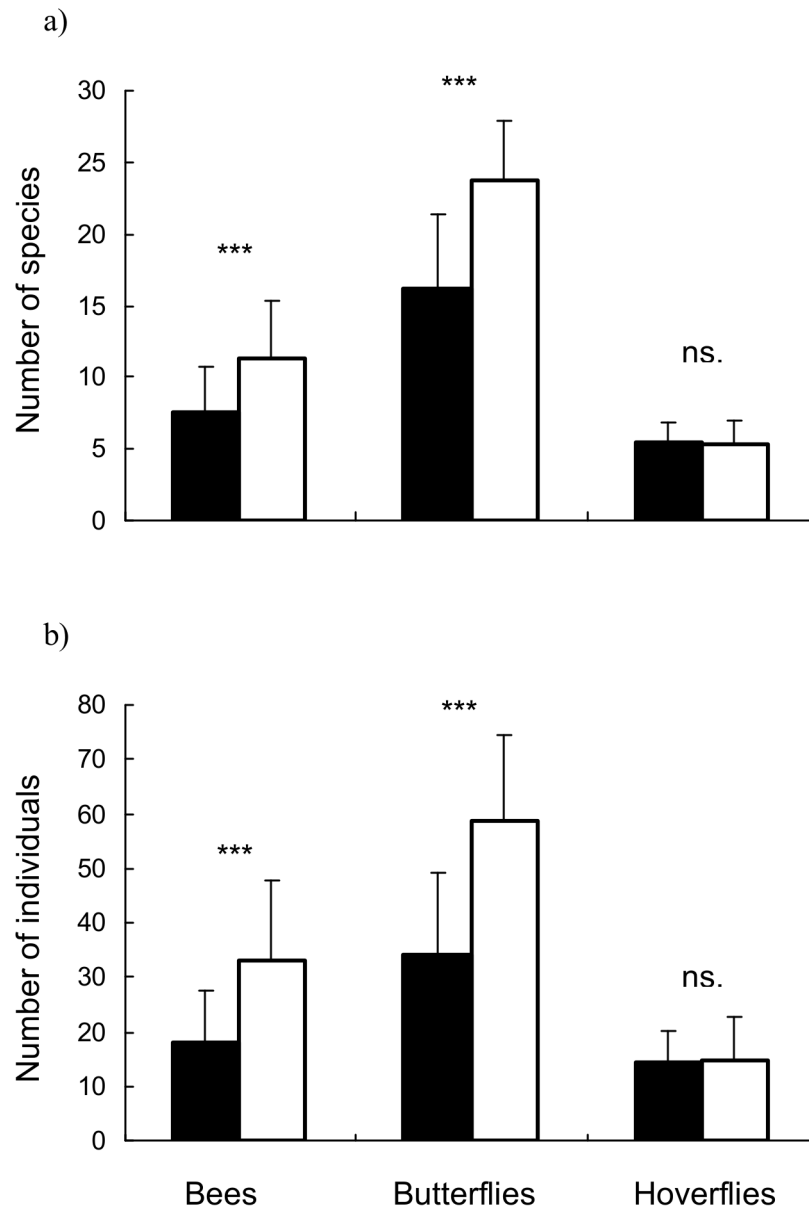 a)
Number of species
30
25
20
15
10
5
0
***
***
ns.
b)
Number of individuals
80
70
60
50
40
30
20
10
0
***
***
ns.
Bees Butterflies Hoverflies